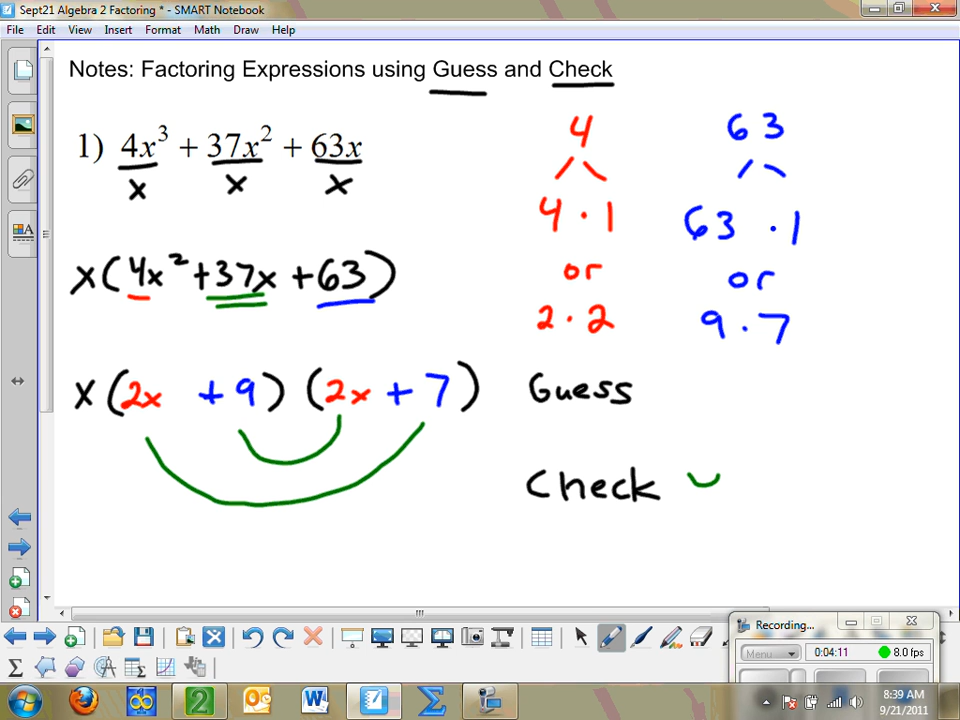 Sept21 Algebra 2 Factoring * - SMART Notebook
File Edit View Insert Format Math Draw Help
Notes: Factoring Expressions using Guess and Check
1) 4x³ + 37x² + 63x
x x x
4 63
4 · 1 63 · 1
x(4x² + 37x + 63) or or
2 · 2 9 · 7
x(2x + 9)(2x + 7) Guess
Check
Recording...
Menu 0:04:11 8.0 fps
8:39 AM
9/21/2011